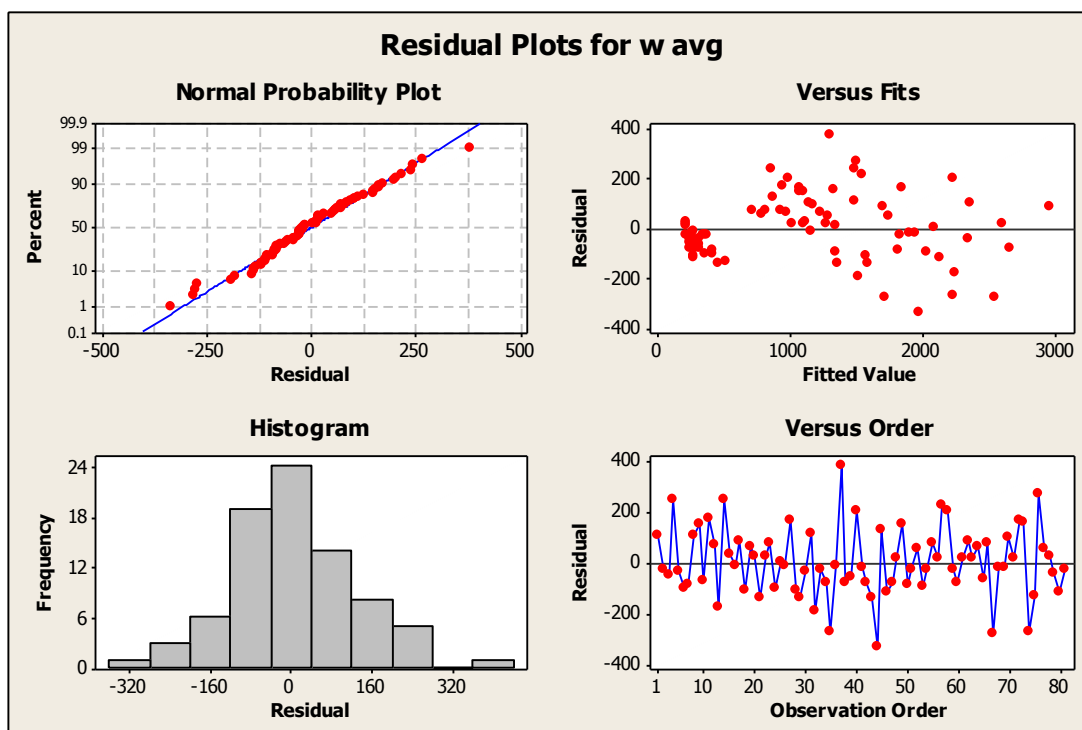 Residual Plots for w avg
Normal Probability Plot
99.9
99
90
50
10
1
0.1
Percent
-500 -250 0 250 500
Residual
Versus Fits
400
200
0
-200
-400
Residual
0 1000 2000 3000
Fitted Value
Histogram
24
18
12
6
0
Frequency
-320 -160 0 160 320
Residual
Versus Order
400
200
0
-200
-400
Residual
1 10 20 30 40 50 60 70 80
Observation Order